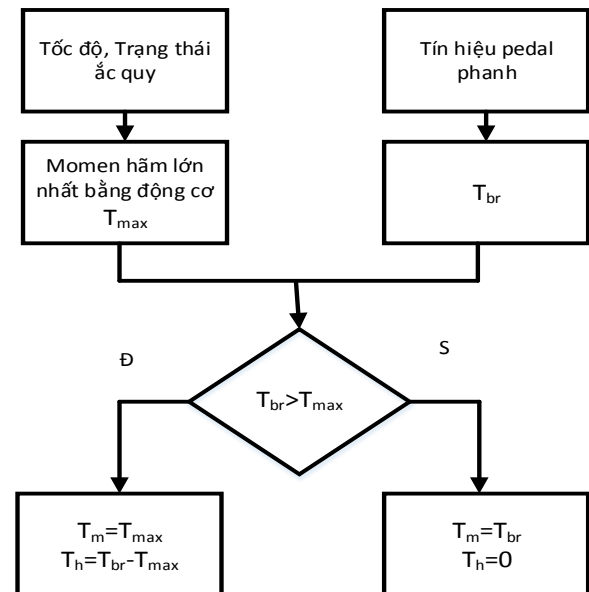 Tốc độ, Trạng thái
ắc quy
Tín hiệu pedal
phanh
Momen hãm lớn
nhất bằng động cơ
Tmax
Tbr
Đ
S
Tbr>Tmax
Tm=Tmax
Th=Tbr-Tmax
Tm=Tbr
Th=0